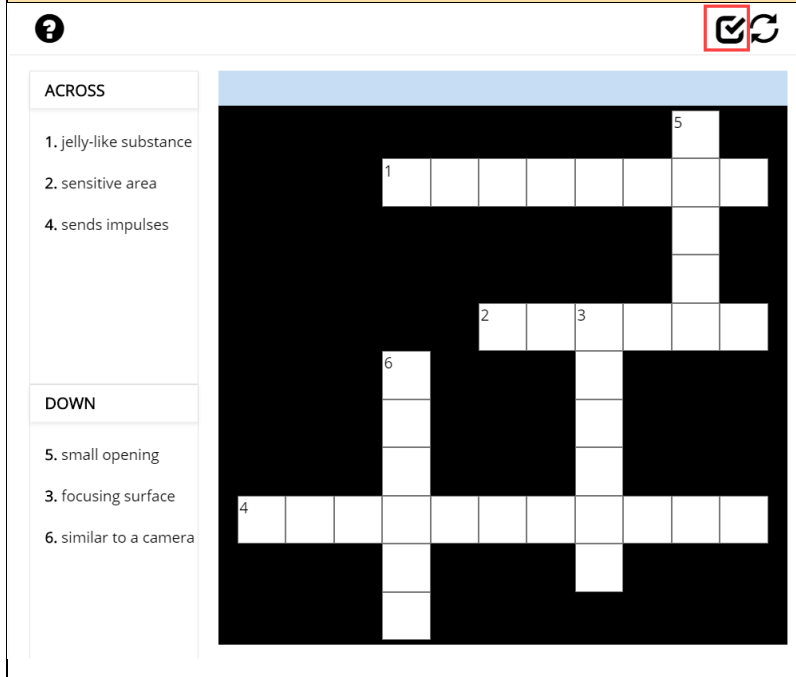 ?
ACROSS
1. jelly-like substance
2. sensitive area
4. sends impulses
DOWN
5. small opening
3. focusing surface
6. similar to a camera
5
1
2
3
6
4